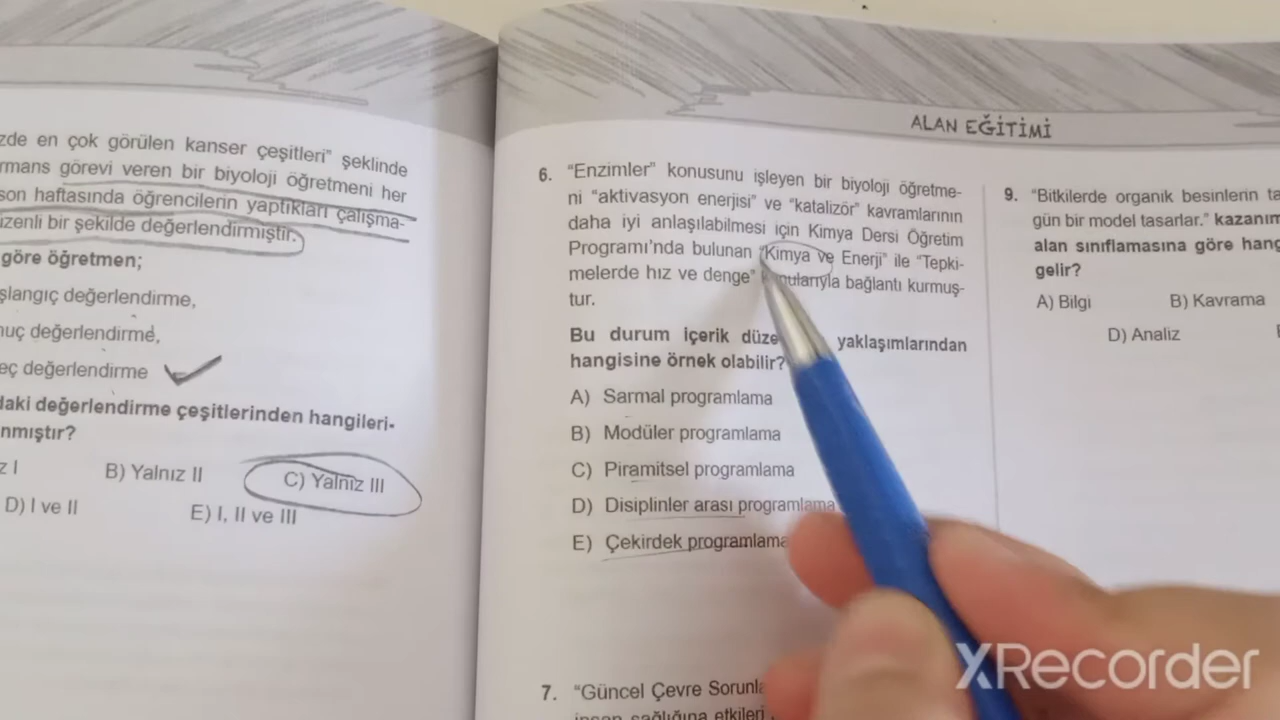 zde en çok görülen kanser çeşitleri" şeklinde
rmans görevi veren bir biyoloji öğretmeni her
son haftasında öğrencilerin yaptıkları çalışma-
izenli bir şekilde değerlendirmiştir.
göre öğretmen;
şlangıç değerlendirme,
nuç değerlendirme,
eç değerlendirme
daki değerlendirme çeşitlerinden hangileri-
nmıştır?
z I
B) Yalnız II
C) Yalnız III
D) I ve II
E) I, II ve III
ALAN EĞİTİMİ
6. "Enzimler" konusunu işleyen bir biyoloji öğretme-
ni "aktivasyon enerjisi" ve "katalizör" kavramlarının
daha iyi anlaşılabilmesi için Kimya Dersi Öğretim
Programı'nda bulunan "Kimya ve Enerji" ile "Tepki-
melerde hız ve denge" nularıyla bağlantı kurmuş-
tur.
Bu durum içerik düze yaklaşımlarından
hangisine örnek olabilir?
A) Sarmal programlama
B) Modüler programlama
C) Piramitsel programlama
D) Disiplinler arası programlama
E) Çekirdek programlama
7. "Güncel Çevre Sorunla
insan sağlığına etkileri
9. "Bitkilerde organik besinlerin ta
gün bir model tasarlar." kazanım
alan sınıflamasına göre hang
gelir?
A) Bilgi
B) Kavrama
D) Analiz
XRecorder